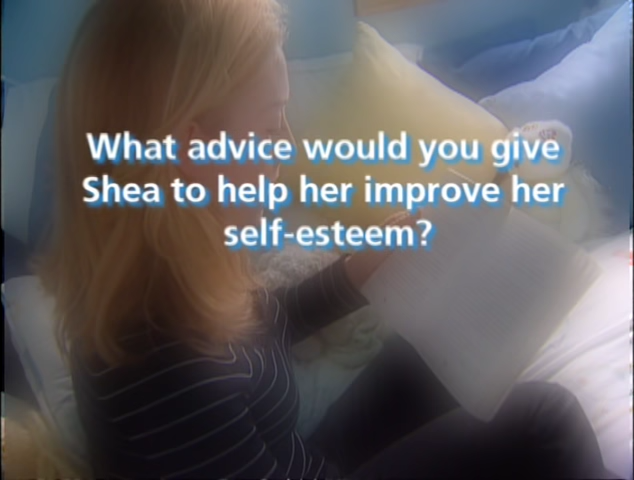 What advice would you give
Shea to help her improve her
self-esteem?